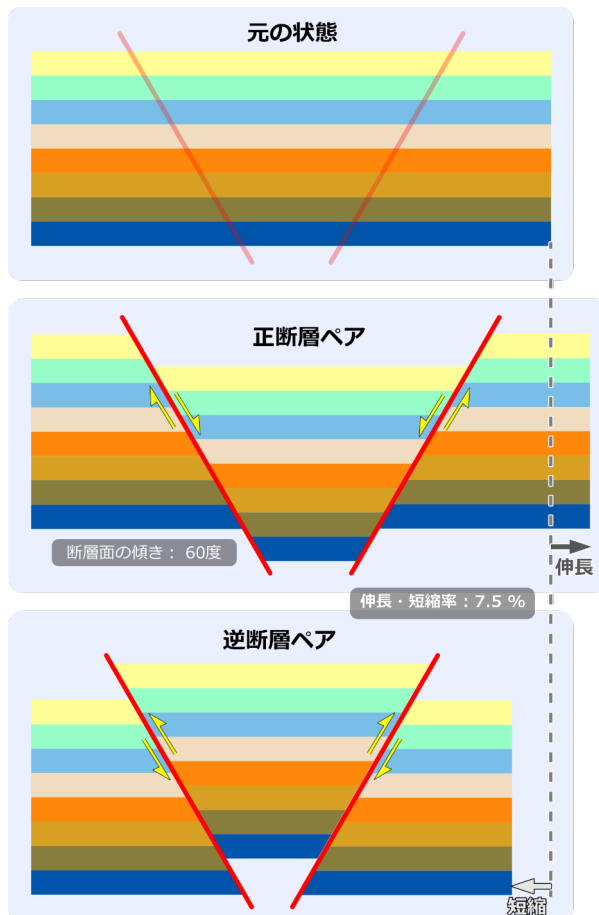 元の状態
正断層ペア
断層面の傾き： 60度
伸長
伸長・短縮率：7.5 %
逆断層ペア
短縮